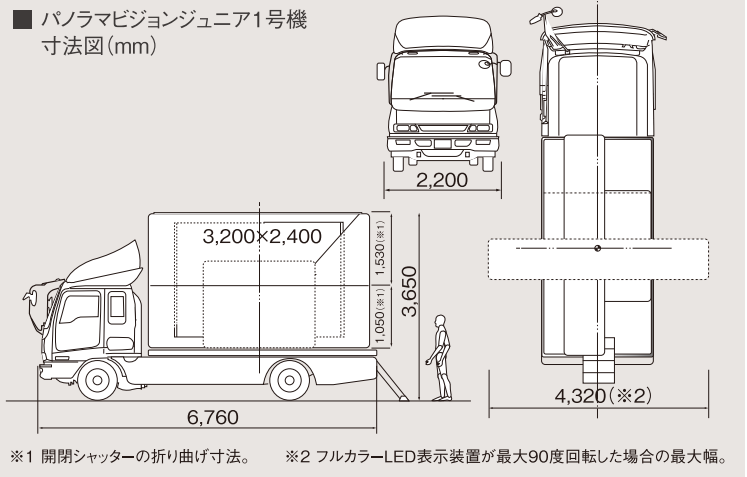 ■ パノラマビジョンジュニア1号機
寸法図(mm)
2,200
3,200×2,400
1,530(※1)
1,050(※1)
3,650
6,760
4,320(※2)
※1 開閉シャッターの折り曲げ寸法。 ※2 フルカラーLED表示装置が最大90度回転した場合の最大幅。